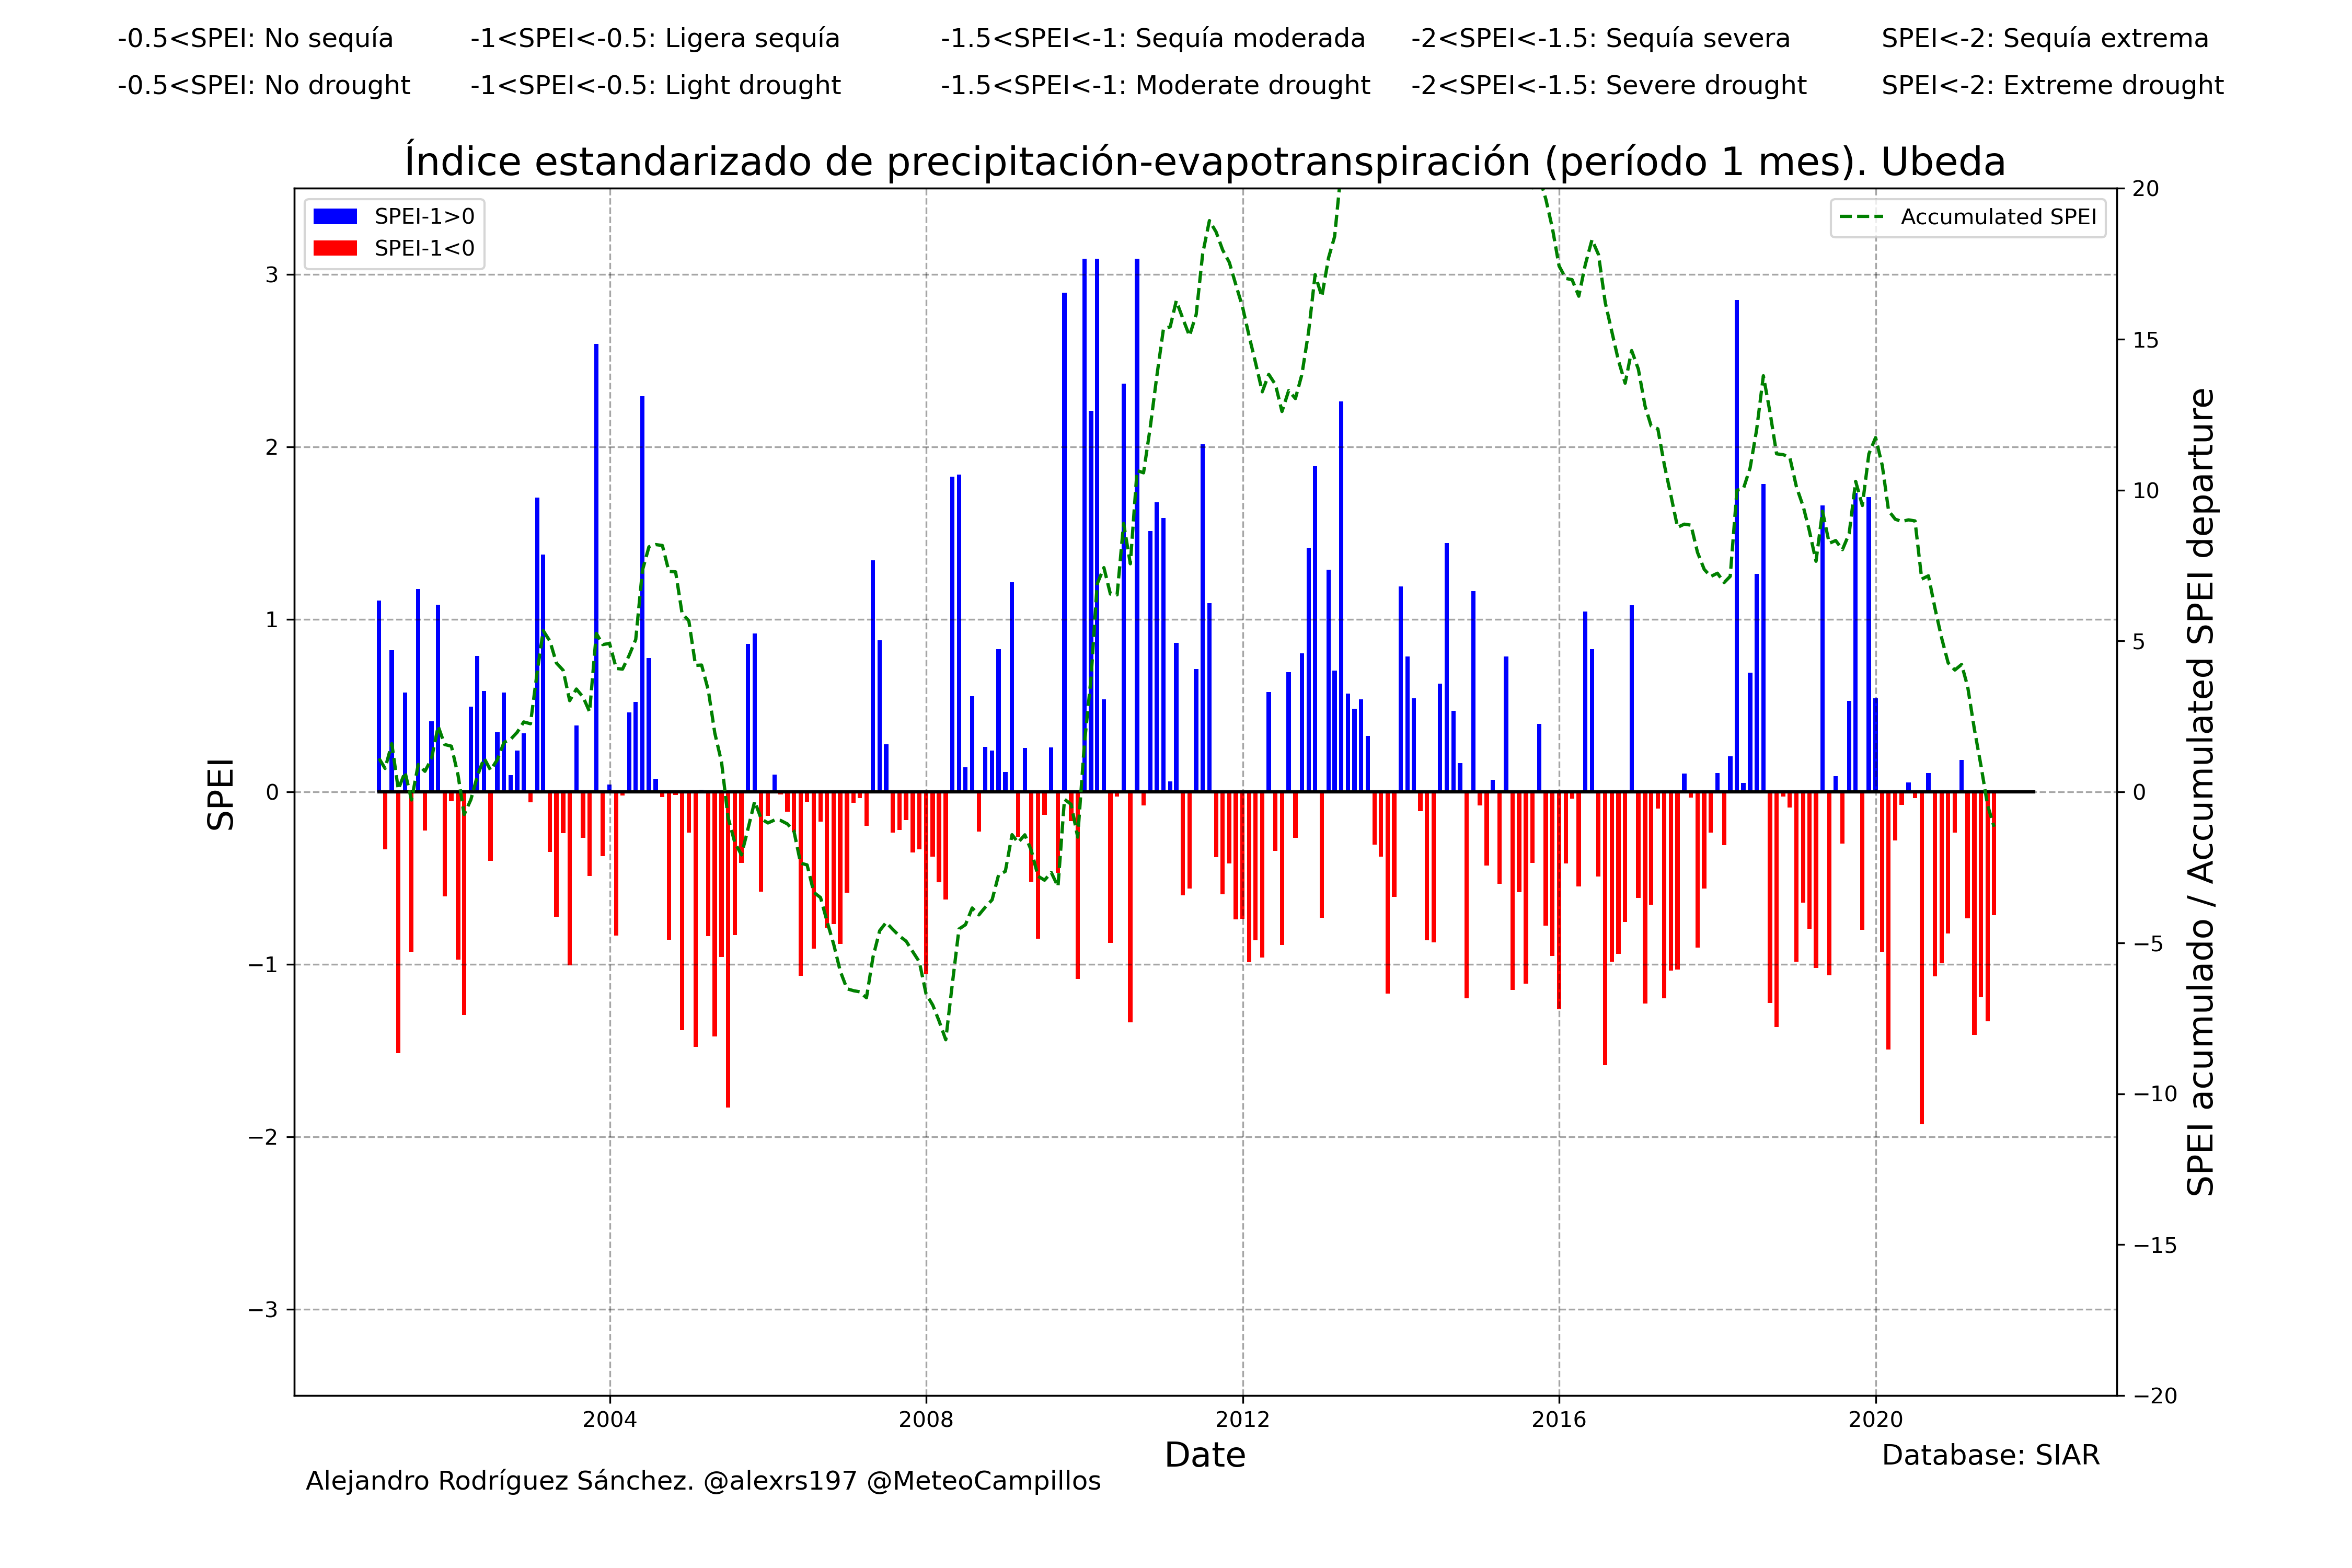 -0.5<SPEI: No sequía -1<SPEI<-0.5: Ligera sequía -1.5<SPEI<-1: Sequía moderada -2<SPEI<-1.5: Sequía severa SPEI<-2: Sequía extrema
-0.5<SPEI: No drought -1<SPEI<-0.5: Light drought -1.5<SPEI<-1: Moderate drought -2<SPEI<-1.5: Severe drought SPEI<-2: Extreme drought
Índice estandarizado de precipitación-evapotranspiración (período 1 mes). Ubeda
SPEI-1>0
SPEI-1<0
Accumulated SPEI
SPEI
3
2
1
0
−1
−2
−3
20
15
10
5
0
−5
−10
−15
−20
SPEI acumulado / Accumulated SPEI departure
2004 2008 2012 2016 2020
Date
Database: SIAR
Alejandro Rodríguez Sánchez. @alexrs197 @MeteoCampillos